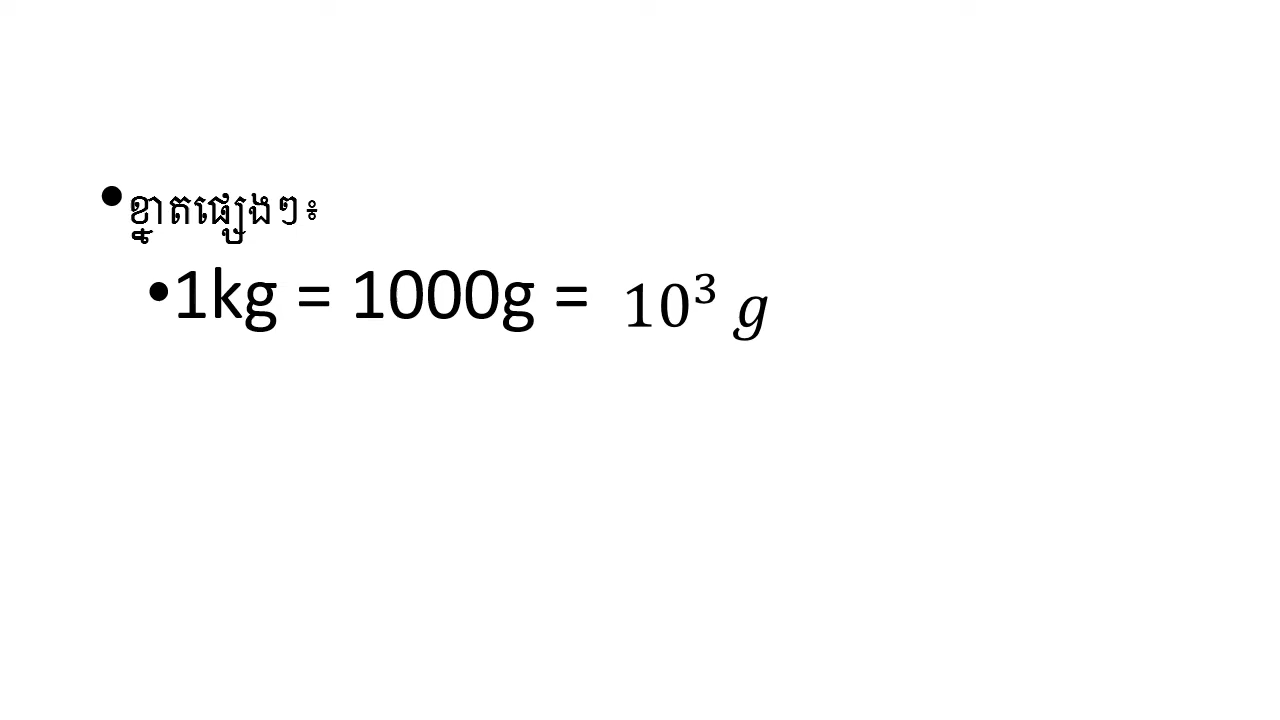 •ខ្នាតផ្សេងៗ៖
•1kg = 1000g = 10³ g